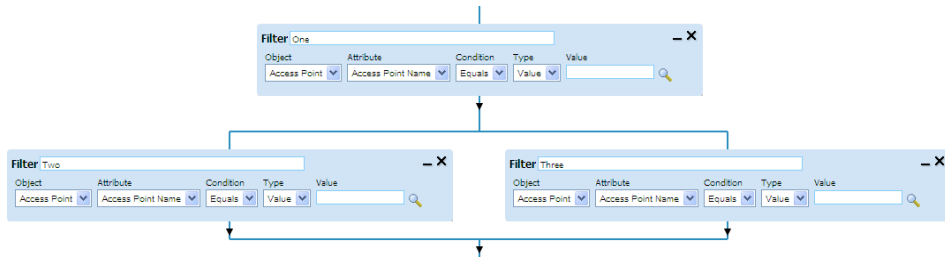 Filter One
Object Attribute Condition Type Value
Access Point Access Point Name Equals Value
Filter Two
Object Attribute Condition Type Value
Access Point Access Point Name Equals Value
Filter Three
Object Attribute Condition Type Value
Access Point Access Point Name Equals Value